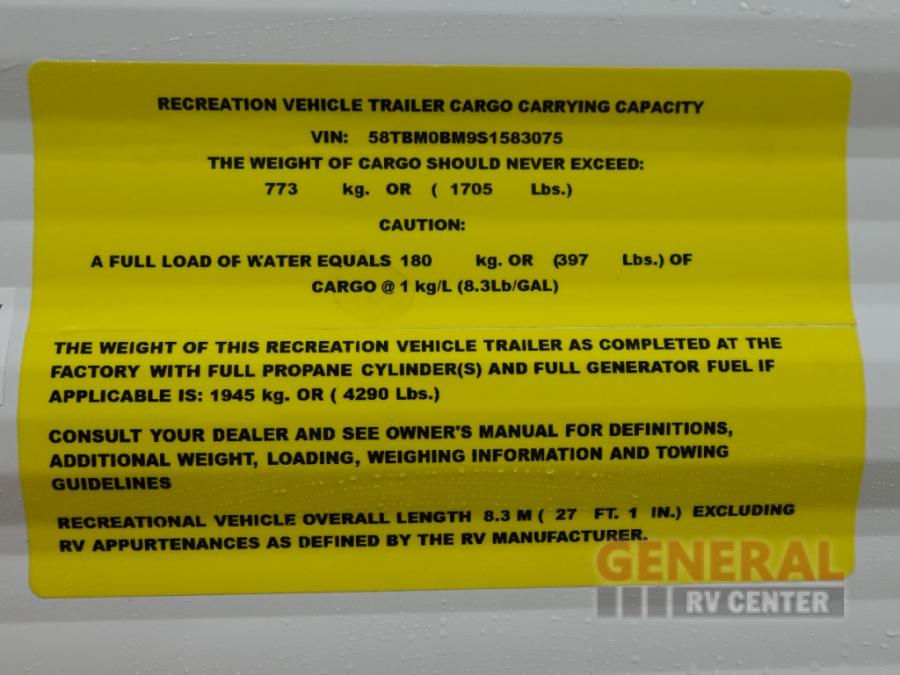 RECREATION VEHICLE TRAILER CARGO CARRYING CAPACITY
VIN: 58TBM0BM9S1583075
THE WEIGHT OF CARGO SHOULD NEVER EXCEED:
773 kg. OR ( 1705 Lbs.)
CAUTION:
A FULL LOAD OF WATER EQUALS 180 kg. OR (397 Lbs.) OF
CARGO @ 1 kg/L (8.3Lb/GAL)
THE WEIGHT OF THIS RECREATION VEHICLE TRAILER AS COMPLETED AT THE
FACTORY WITH FULL PROPANE CYLINDER(S) AND FULL GENERATOR FUEL IF
APPLICABLE IS: 1945 kg. OR ( 4290 Lbs.)
CONSULT YOUR DEALER AND SEE OWNER'S MANUAL FOR DEFINITIONS,
ADDITIONAL WEIGHT, LOADING, WEIGHING INFORMATION AND TOWING
GUIDELINES
RECREATIONAL VEHICLE OVERALL LENGTH 8.3 M ( 27 FT. 1 IN.) EXCLUDING
RV APPURTENANCES AS DEFINED BY THE RV MANUFACTURER.
GENERAL
RV CENTER